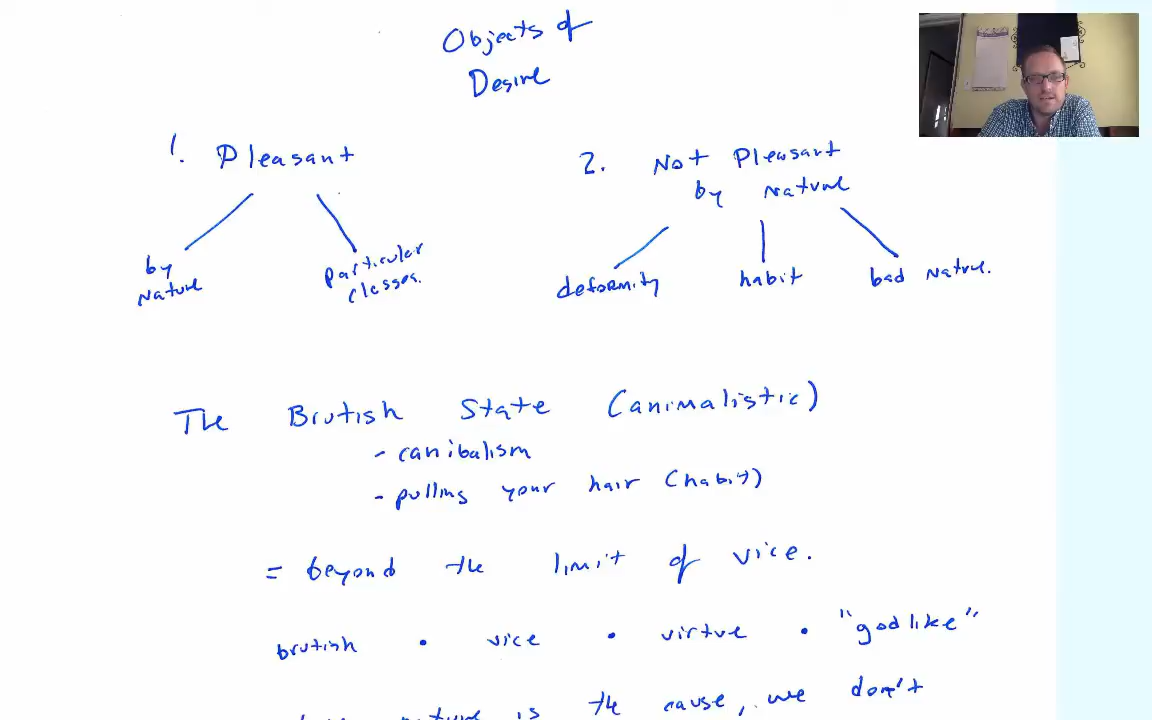 Objects of
Desire
1. Pleasant
2. Not Pleasant
by Nature
by
Nature
Particular
Classes.
deformity
habit
bad Nature.
The Brutish State (animalistic)
- canibalism
- pulling your hair (habit)
= beyond the limit of vice.
brutish • vice • virtue • "godlike"
nature is the cause, we don't